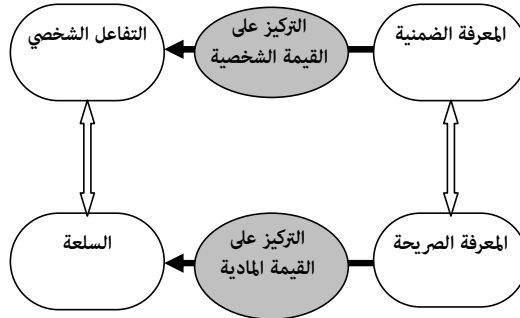 المعرفة الضمنية
التركيز على
القيمة الشخصية
التفاعل الشخصي
المعرفة الصريحة
التركيز على
القيمة المادية
السلعة